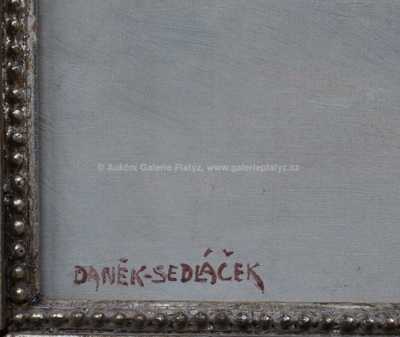 © Aukční Galerie Platýz, www.galerieplatyz.cz
DANĚK-SEDLÁČEK